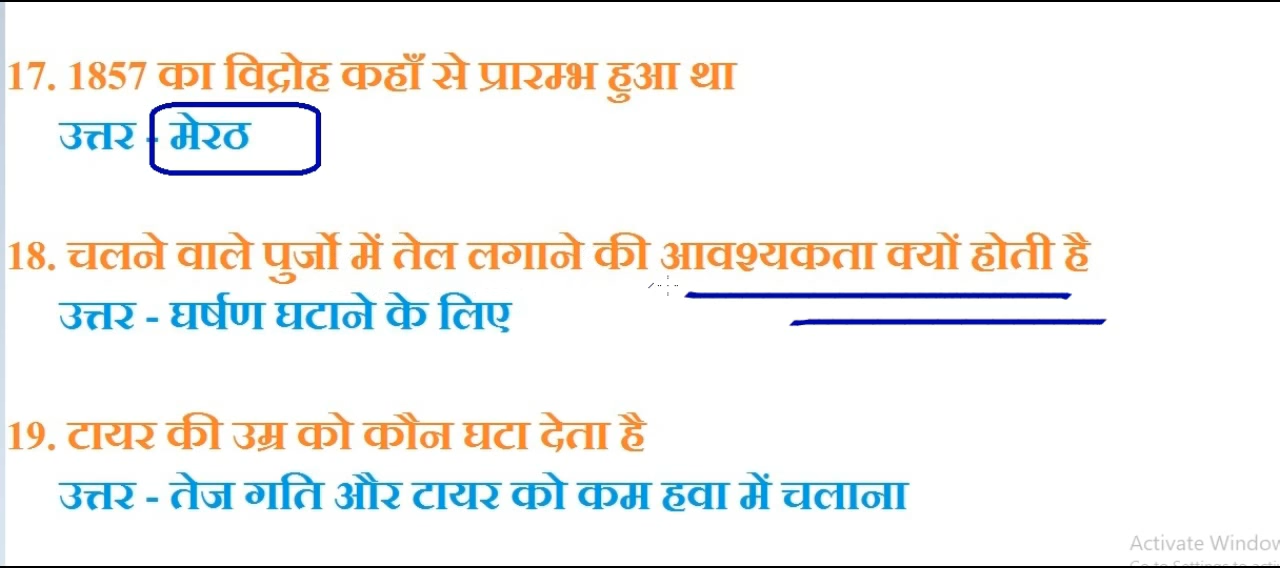 17. 1857 का विद्रोह कहाँ से प्रारम्भ हुआ था
उत्तर - मेरठ
18. चलने वाले पुर्जो में तेल लगाने की आवश्यकता क्यों होती है
उत्तर - घर्षण घटाने के लिए
19. टायर की उम्र को कौन घटा देता है
उत्तर - तेज गति और टायर को कम हवा में चलाना
Activate Window